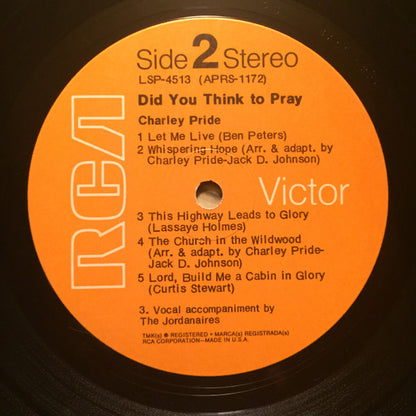 Side 2 Stereo
LSP-4513 (APRS-1172)
Did You Think to Pray
Charley Pride
1 Let Me Live (Ben Peters)
2 Whispering Hope (Arr. & adapt. by
Charley Pride-Jack D. Johnson)
RCA
Victor
3 This Highway Leads to Glory
(Lassaye Holmes)
4 The Church in the Wildwood
(Arr. & adapt. by Charley Pride-
Jack D. Johnson)
5 Lord, Build Me a Cabin in Glory
(Curtis Stewart)
3. Vocal accompaniment by
The Jordanaires
TMK(s) ® REGISTERED • MARCA(s) REGISTRADA(s)
RCA CORPORATION—MADE IN U.S.A.